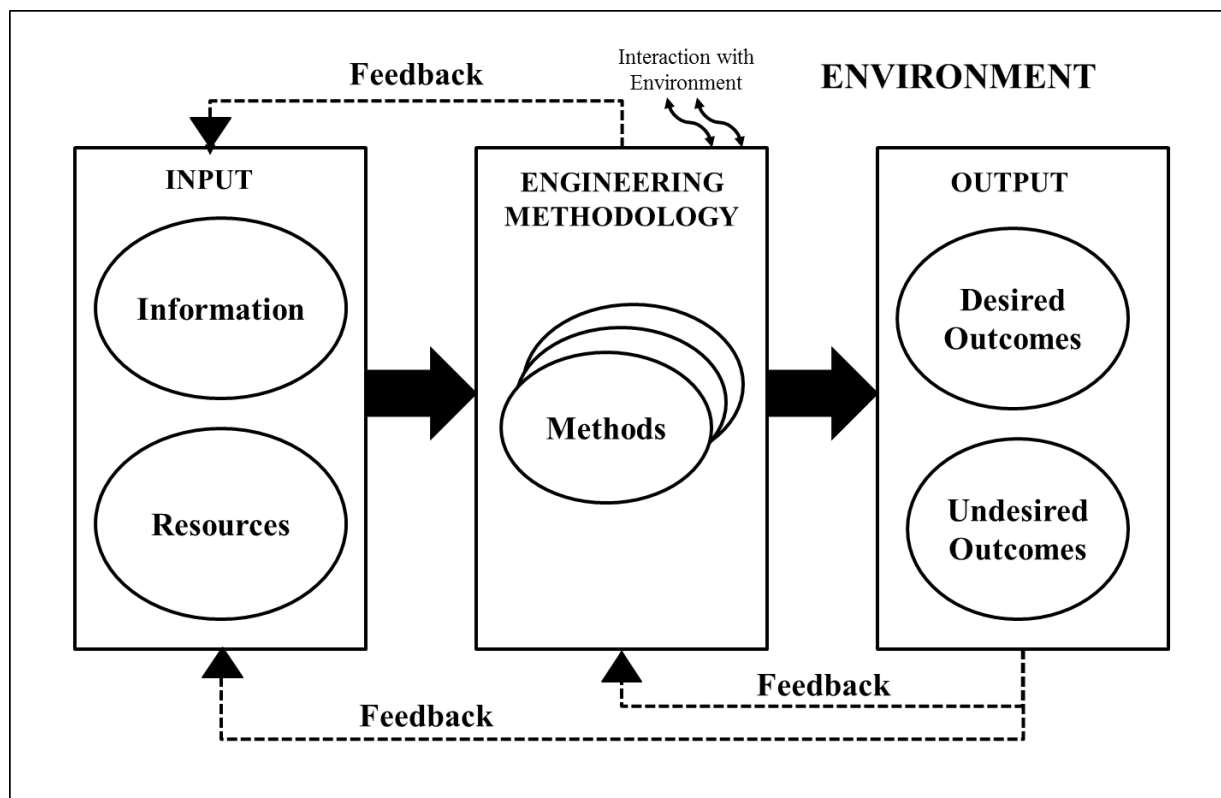 Interaction with
Environment
ENVIRONMENT
Feedback
INPUT
Information
Resources
ENGINEERING
METHODOLOGY
Methods
OUTPUT
Desired
Outcomes
Undesired
Outcomes
Feedback
Feedback